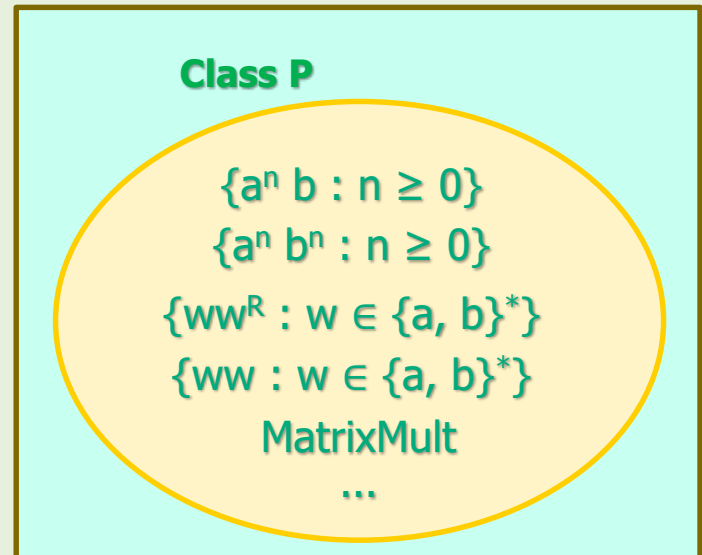 Class P
{aⁿ b : n ≥ 0}
{aⁿ bⁿ : n ≥ 0}
{wwᴿ : w ∈ {a, b}*}
{ww : w ∈ {a, b}*}
MatrixMult
...